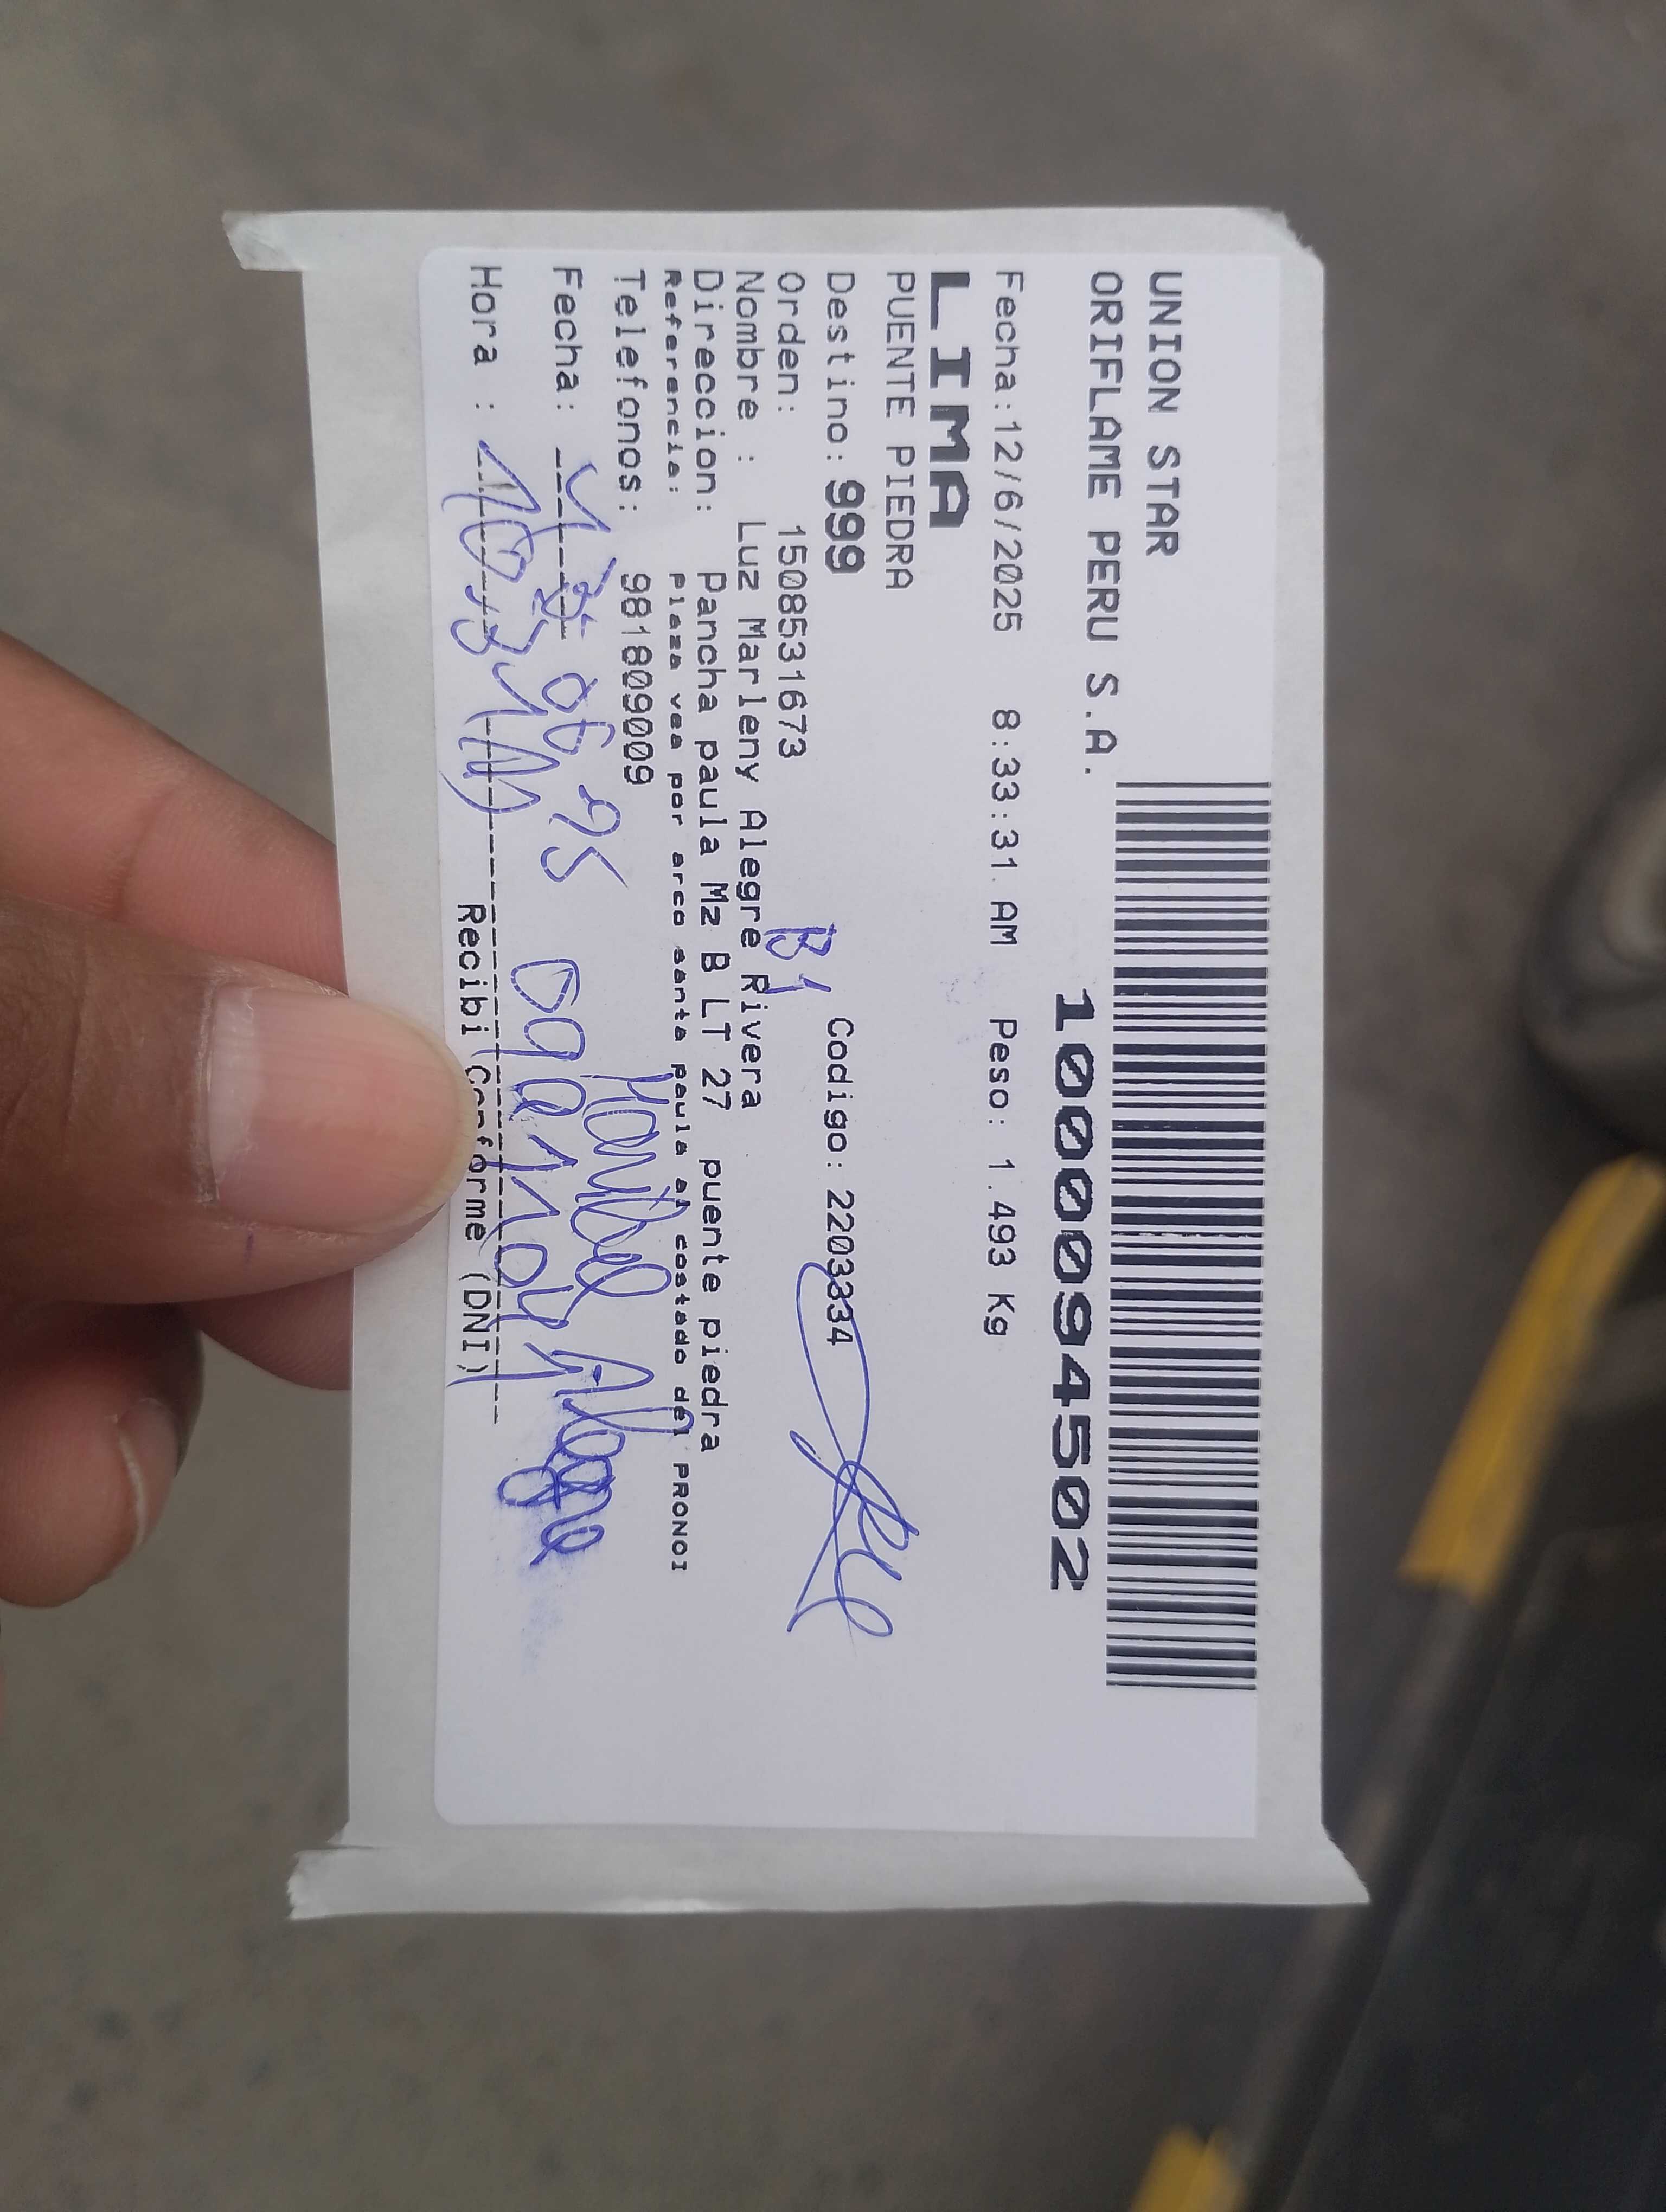 UNION STAR
ORIFLAME PERU S.A.
1000094502
Fecha:12/6/2025 8:33:31 AM Peso: 1.493 Kg
LIMA
PUENTE PIEDRA
Destino: 999 Codigo: 2203334
Orden: 1508531673 B1
Nombre : Luz Marleny Alegre Rivera
Direccion: Pancha paula Mz B LT 27 puente piedra
Referencia: Plaza vea por arco santa paula al costado del PRONOI
Telefonos: 981809009
Maribel Alegre
Fecha: 06 25
Hora :
Recibi Conforme (DNI)